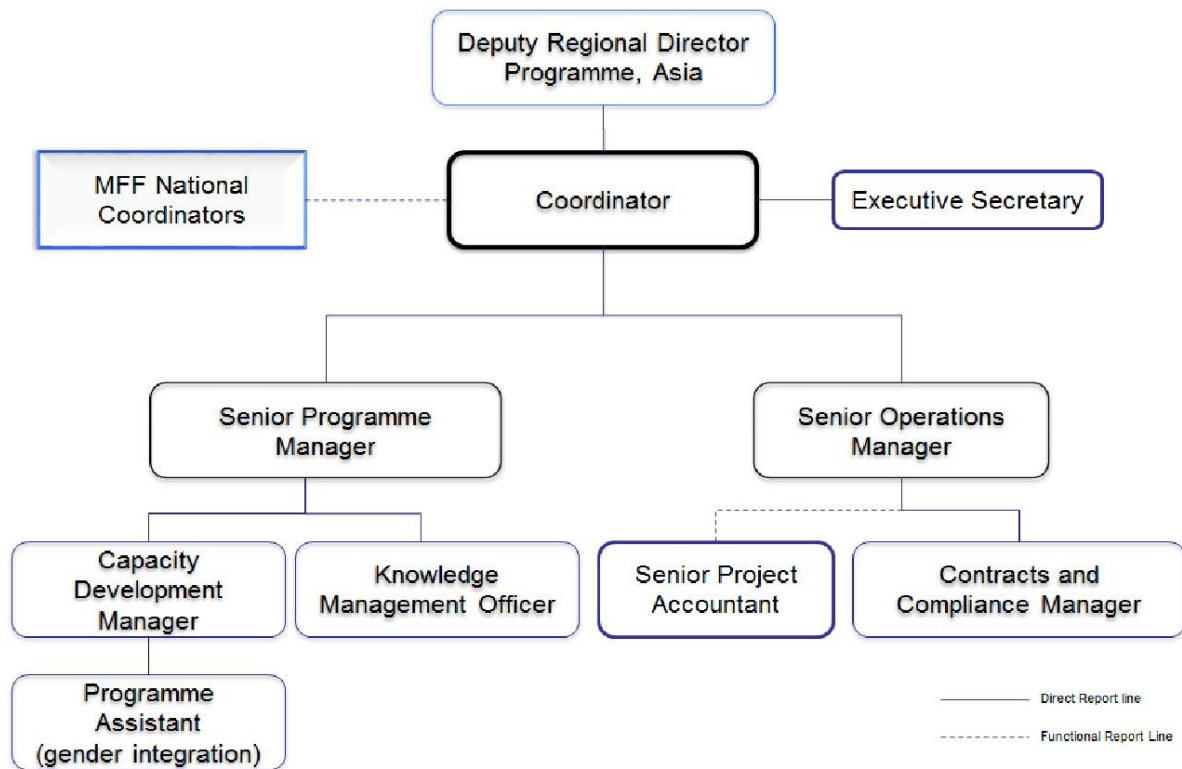 Deputy Regional Director
Programme, Asia
MFF National
Coordinators
Coordinator
Executive Secretary
Senior Programme
Manager
Senior Operations
Manager
Capacity
Development
Manager
Knowledge
Management Officer
Senior Project
Accountant
Contracts and
Compliance Manager
Programme
Assistant
(gender integration)
Direct Report line
Functional Report Line